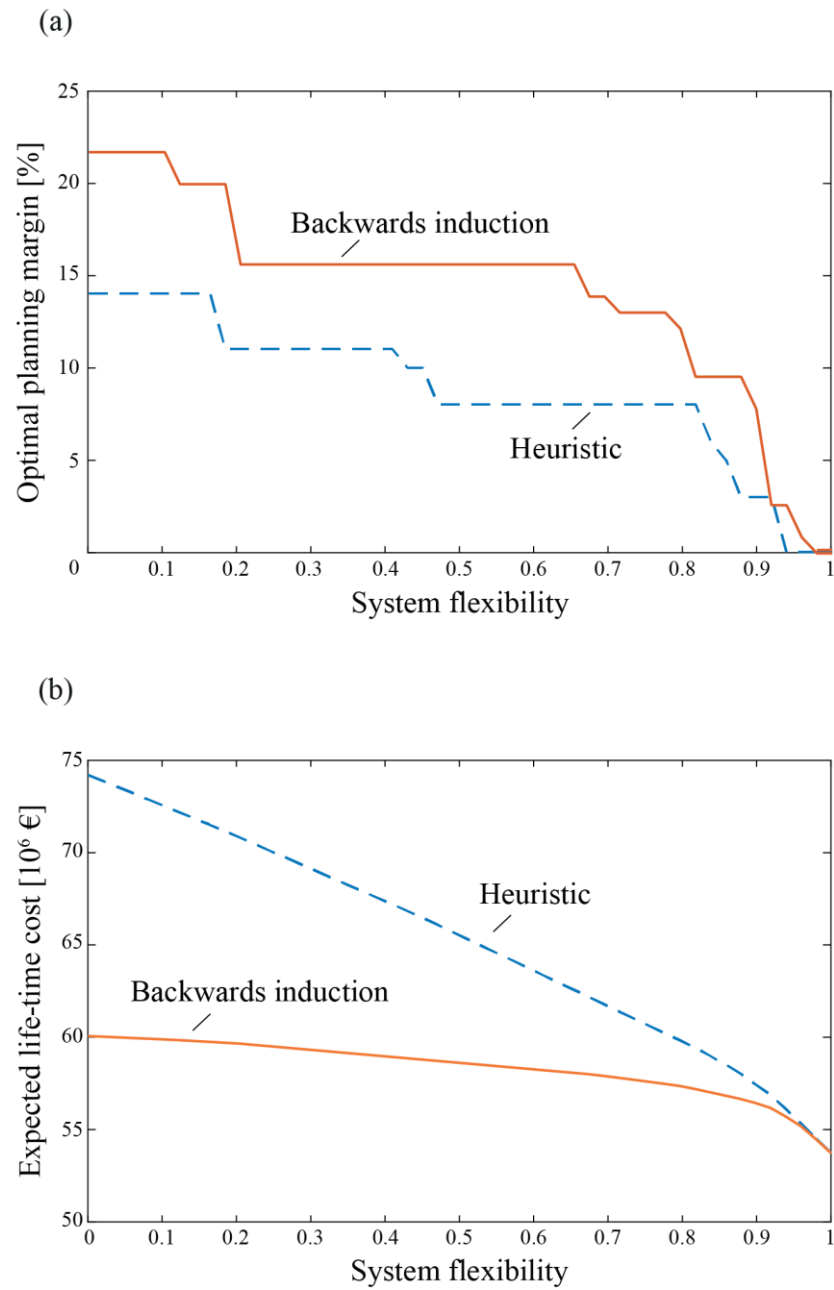 (a)
Optimal planning margin [%]
25
20
15
10
5
0
Backwards induction
Heuristic
0.1 0.2 0.3 0.4 0.5 0.6 0.7 0.8 0.9 1
System flexibility
(b)
Expected life-time cost [10⁶ €]
75
70
65
60
55
50
Heuristic
Backwards induction
0 0.1 0.2 0.3 0.4 0.5 0.6 0.7 0.8 0.9 1
System flexibility